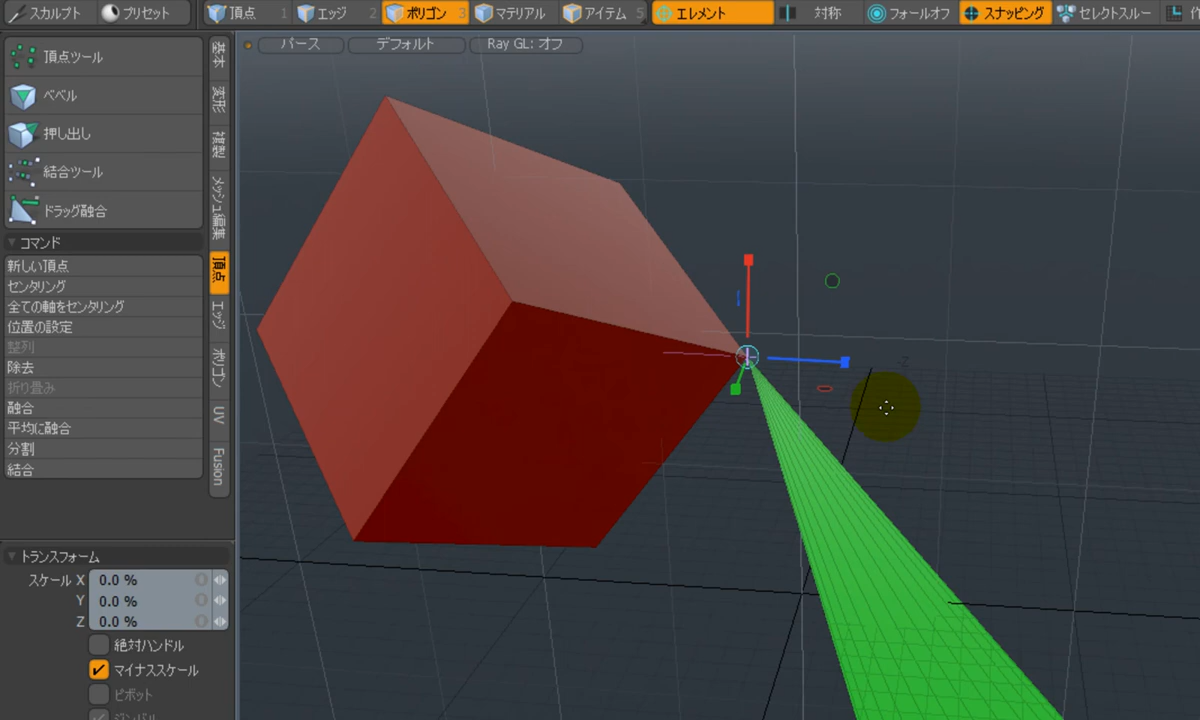 スカルプト プリセット 頂点 1 エッジ 2 ポリゴン 3 マテリアル アイテム 5 エレメント 対称 フォールオフ スナッピング セレクトスルー
パース デフォルト Ray GL: オフ
頂点ツール
ベベル
押し出し
結合ツール
ドラッグ融合
コマンド
新しい頂点
センタリング
全ての軸をセンタリング
位置の設定
整列
除去
折り畳み
融合
平均に融合
分割
結合
基本
変形
複製
メッシュ編集
頂点
エッジ
ポリゴン
UV
Fusion
Z
トランスフォーム
スケール X 0.0 %
Y 0.0 %
Z 0.0 %
絶対ハンドル
マイナススケール
ピボット
ジンバル